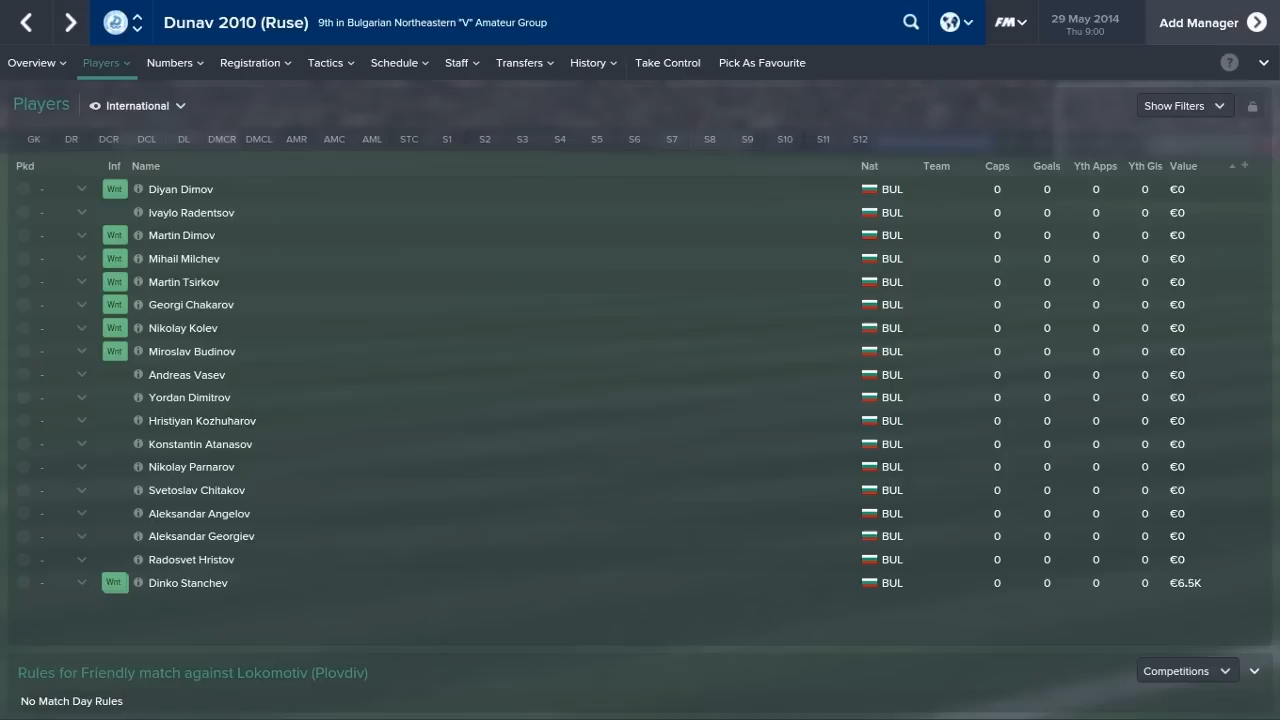 Dunav 2010 (Ruse) 9th in Bulgarian Northeastern "V" Amateur Group FM 29 May 2014 Thu 9:00 Add Manager
Overview Players Numbers Registration Tactics Schedule Staff Transfers History Take Control Pick As Favourite ?
Players International Show Filters
GK DR DCR DCL DL DMCR DMCL AMR AMC AML STC S1 S2 S3 S4 S5 S6 S7 S8 S9 S10 S11 S12
Pkd Inf Name Nat Team Caps Goals Yth Apps Yth Gls Value
- Wnt Diyan Dimov BUL 0 0 0 0 €0
- Ivaylo Radentsov BUL 0 0 0 0 €0
- Wnt Martin Dimov BUL 0 0 0 0 €0
- Wnt Mihail Milchev BUL 0 0 0 0 €0
- Wnt Martin Tsirkov BUL 0 0 0 0 €0
- Wnt Georgi Chakarov BUL 0 0 0 0 €0
- Wnt Nikolay Kolev BUL 0 0 0 0 €0
- Wnt Miroslav Budinov BUL 0 0 0 0 €0
- Andreas Vasev BUL 0 0 0 0 €0
- Yordan Dimitrov BUL 0 0 0 0 €0
- Hristiyan Kozhuharov BUL 0 0 0 0 €0
- Konstantin Atanasov BUL 0 0 0 0 €0
- Nikolay Parnarov BUL 0 0 0 0 €0
- Svetoslav Chitakov BUL 0 0 0 0 €0
- Aleksandar Angelov BUL 0 0 0 0 €0
- Aleksandar Georgiev BUL 0 0 0 0 €0
- Radosvet Hristov BUL 0 0 0 0 €0
- Wnt Dinko Stanchev BUL 0 0 0 0 €6.5K
Rules for Friendly match against Lokomotiv (Plovdiv) Competitions
No Match Day Rules